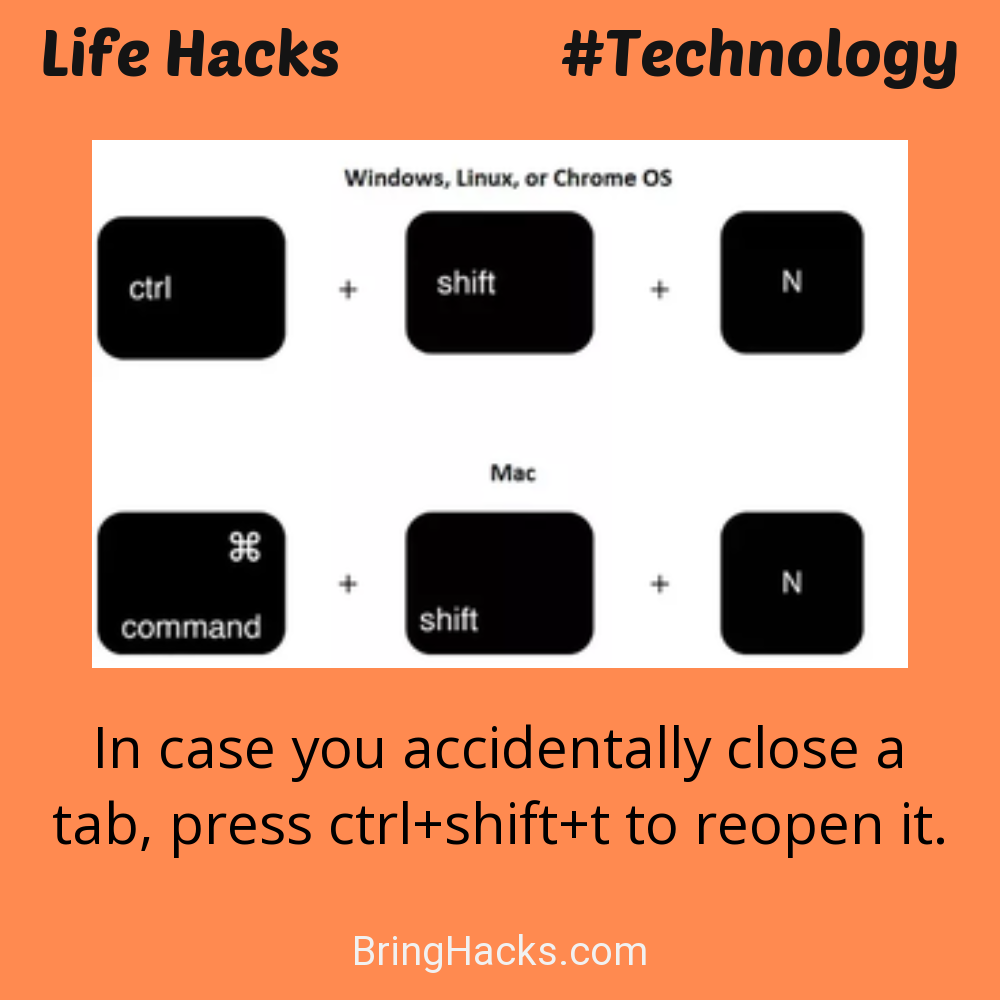 Life Hacks #Technology
Windows, Linux, or Chrome OS
ctrl + shift + N
Mac
⌘
command + shift + N
In case you accidentally close a
tab, press ctrl+shift+t to reopen it.
BringHacks.com